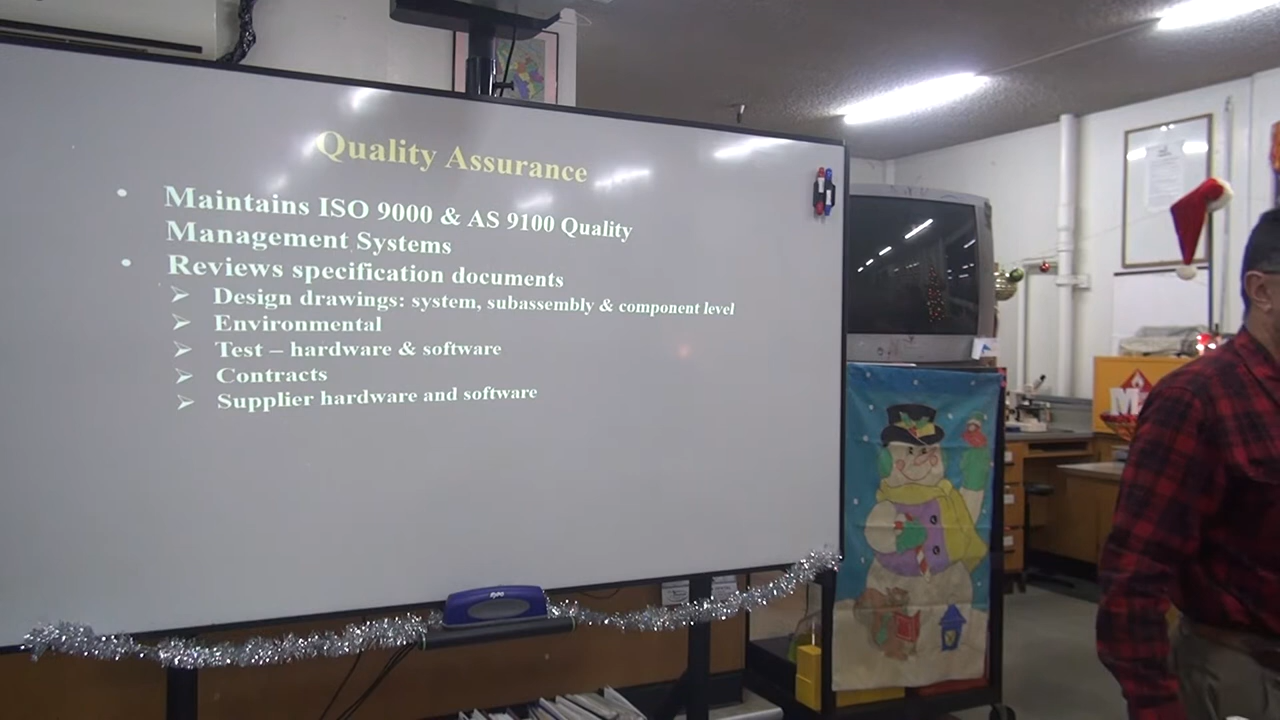 Quality Assurance
• Maintains ISO 9000 & AS 9100 Quality
Management Systems
• Reviews specification documents
➢ Design drawings: system, subassembly & component level
➢ Environmental
➢ Test – hardware & software
➢ Contracts
➢ Supplier hardware and software
EXPO